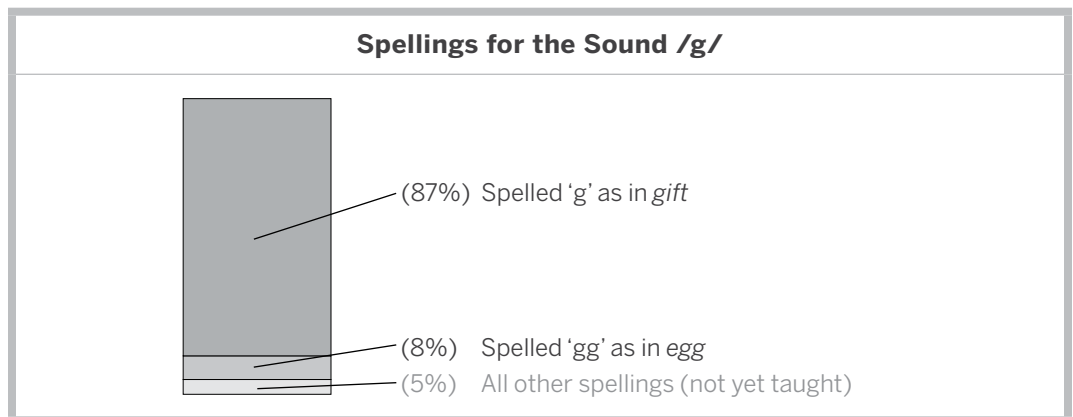 Spellings for the Sound /g/
(87%) Spelled ‘g’ as in gift
(8%) Spelled ‘gg’ as in egg
(5%) All other spellings (not yet taught)